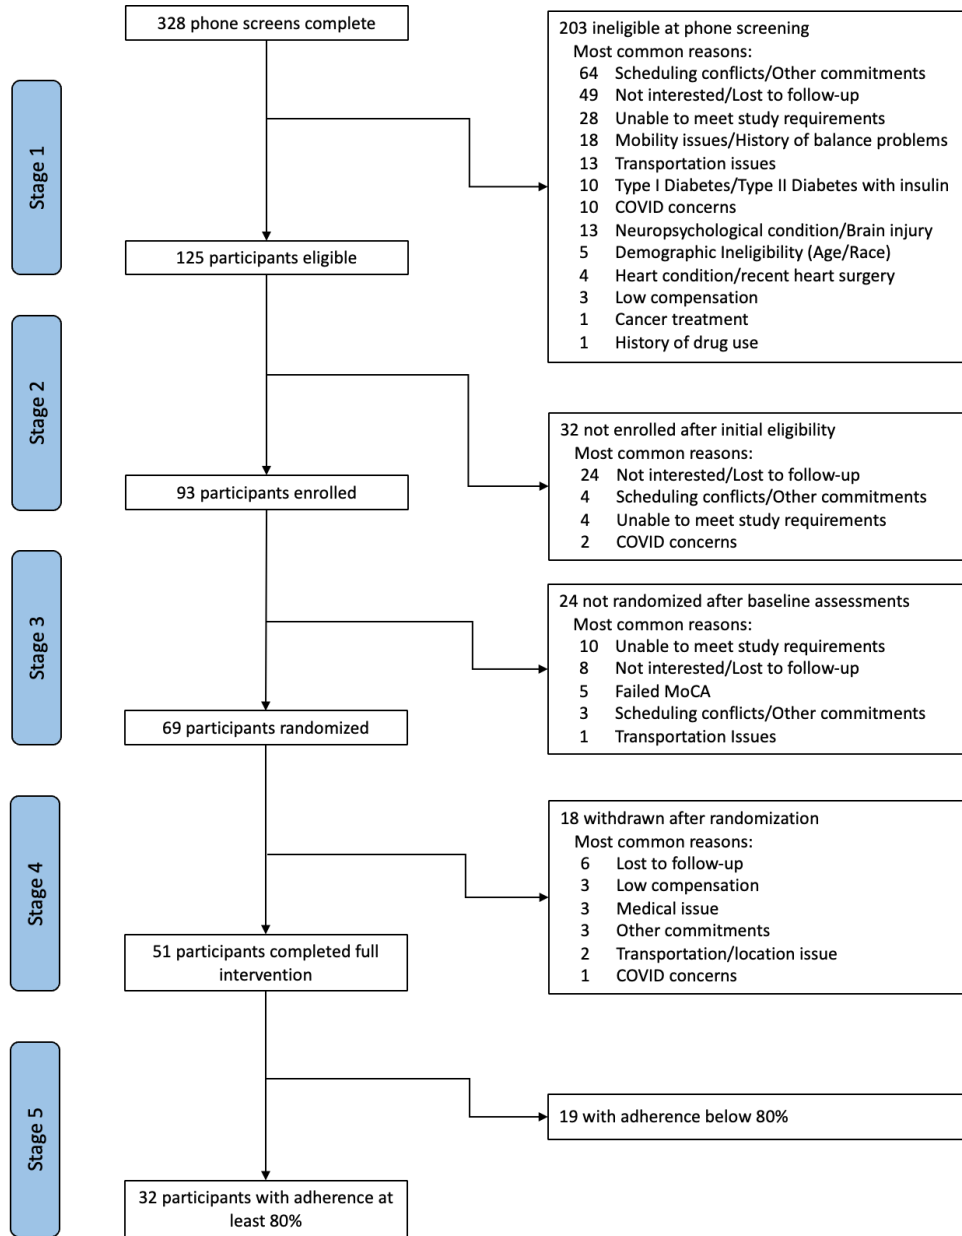 328 phone screens complete
203 ineligible at phone screening
Most common reasons:
64 Scheduling conflicts/Other commitments
49 Not interested/Lost to follow-up
28 Unable to meet study requirements
18 Mobility issues/History of balance problems
13 Transportation issues
10 Type I Diabetes/Type II Diabetes with insulin
10 COVID concerns
13 Neuropsychological condition/Brain injury
5 Demographic Ineligibility (Age/Race)
4 Heart condition/recent heart surgery
3 Low compensation
1 Cancer treatment
1 History of drug use
Stage 1
125 participants eligible
Stage 2
32 not enrolled after initial eligibility
Most common reasons:
24 Not interested/Lost to follow-up
4 Scheduling conflicts/Other commitments
4 Unable to meet study requirements
2 COVID concerns
93 participants enrolled
Stage 3
24 not randomized after baseline assessments
Most common reasons:
10 Unable to meet study requirements
8 Not interested/Lost to follow-up
5 Failed MoCA
3 Scheduling conflicts/Other commitments
1 Transportation Issues
69 participants randomized
Stage 4
18 withdrawn after randomization
Most common reasons:
6 Lost to follow-up
3 Low compensation
3 Medical issue
3 Other commitments
2 Transportation/location issue
1 COVID concerns
51 participants completed full
intervention
Stage 5
19 with adherence below 80%
32 participants with adherence at
least 80%